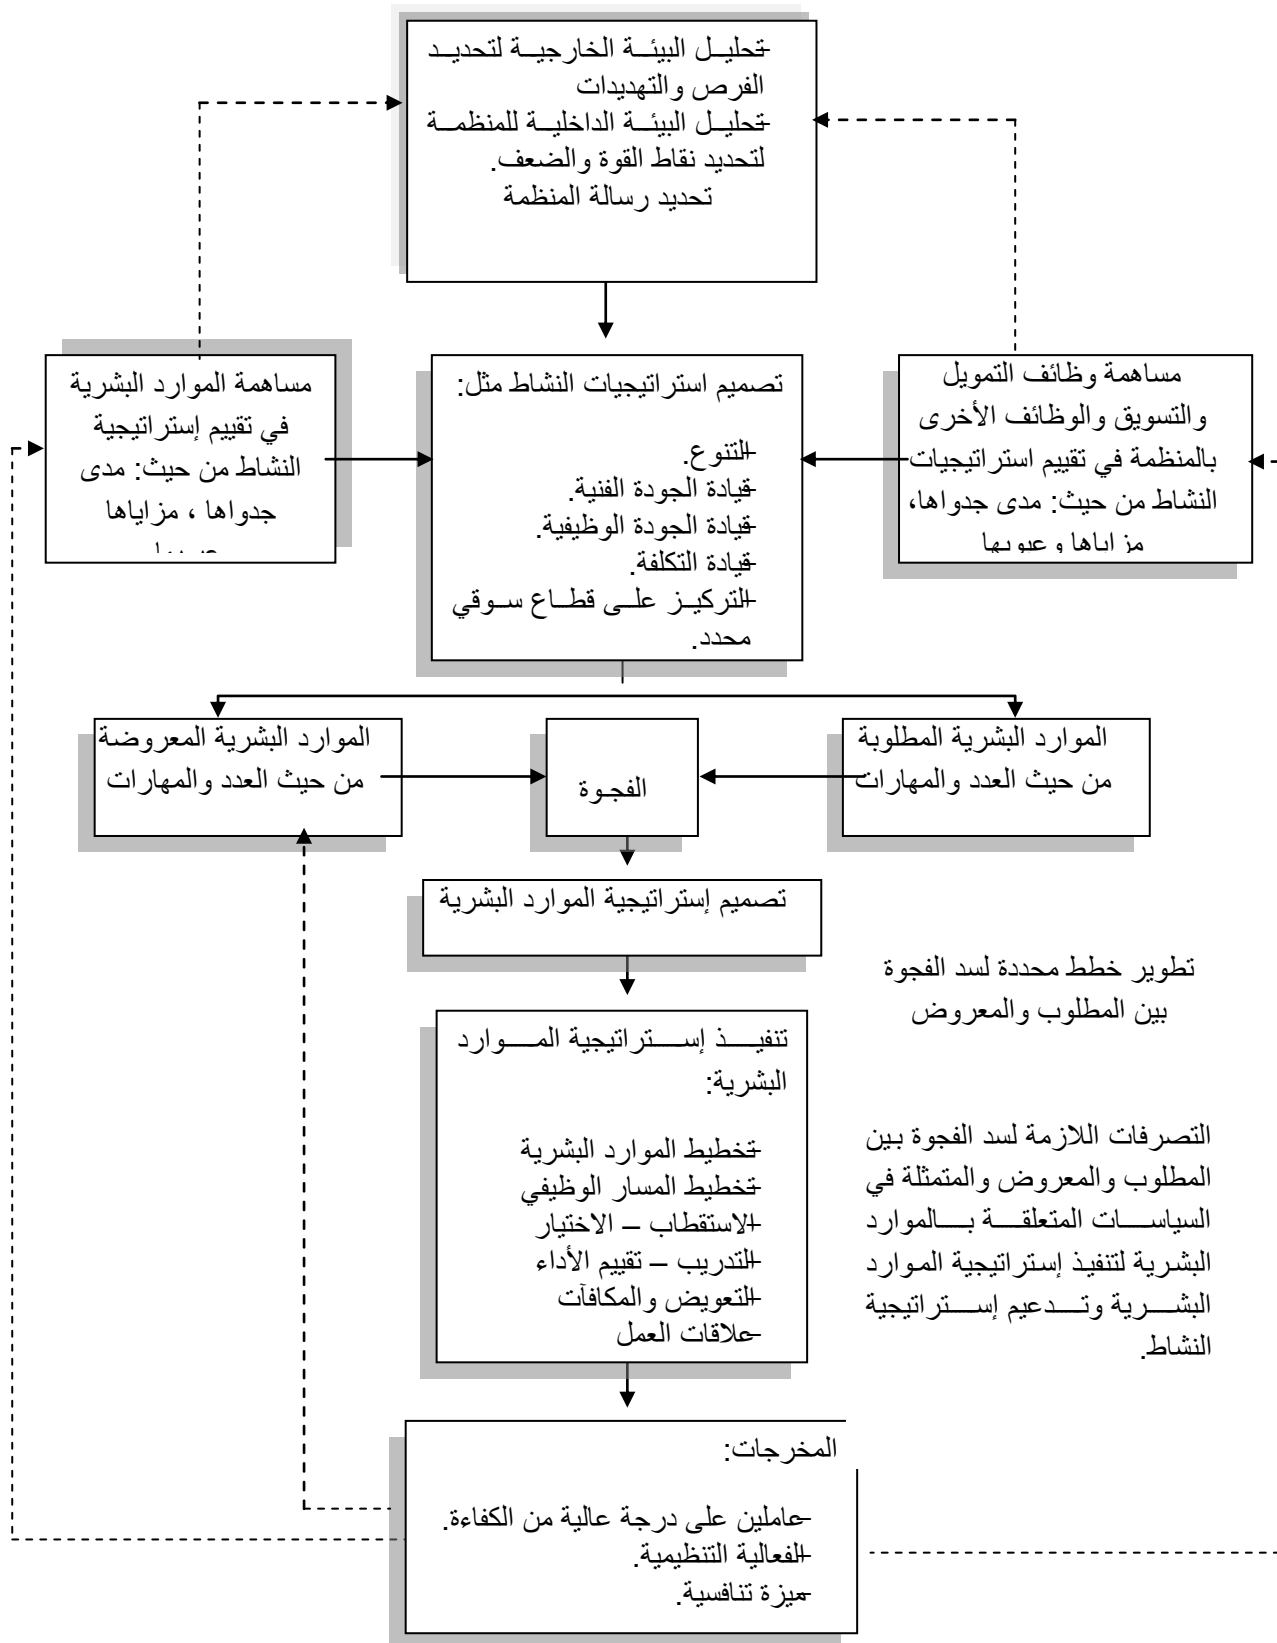 -تحليل البيئة الخارجية لتحديد
الفرص والتهديدات
-تحليل البيئة الداخلية للمنظمة
لتحديد نقاط القوة والضعف.
تحديد رسالة المنظمة
مساهمة وظائف التمويل
والتسويق والوظائف الأخرى
بالمنظمة في تقييم استراتيجيات
النشاط من حيث: مدى جدواها،
مزاياها وعيوبها
تصميم استراتيجيات النشاط مثل:
-التنوع.
-قيادة الجودة الفنية.
-قيادة الجودة الوظيفية.
-قيادة التكلفة.
-التركيز على قطاع سوقي
محدد.
مساهمة الموارد البشرية
في تقييم إستراتيجية
النشاط من حيث: مدى
جدواها ، مزاياها
الموارد البشرية المطلوبة
من حيث العدد والمهارات
الفجوة
الموارد البشرية المعروضة
من حيث العدد والمهارات
تصميم إستراتيجية الموارد البشرية
تطوير خطط محددة لسد الفجوة
بين المطلوب والمعروض
تنفيذ إستراتيجية الموارد
البشرية:
-تخطيط الموارد البشرية
-تخطيط المسار الوظيفي
-الاستقطاب – الاختيار
-التدريب – تقييم الأداء
-التعويض والمكافآت
-علاقات العمل
التصرفات اللازمة لسد الفجوة بين
المطلوب والمعروض والمتمثلة في
السياسات المتعلقة بالموارد
البشرية لتنفيذ إستراتيجية الموارد
البشرية وتدعيم إستراتيجية
النشاط.
المخرجات:
-عاملين على درجة عالية من الكفاءة.
-الفعالية التنظيمية.
-ميزة تنافسية.